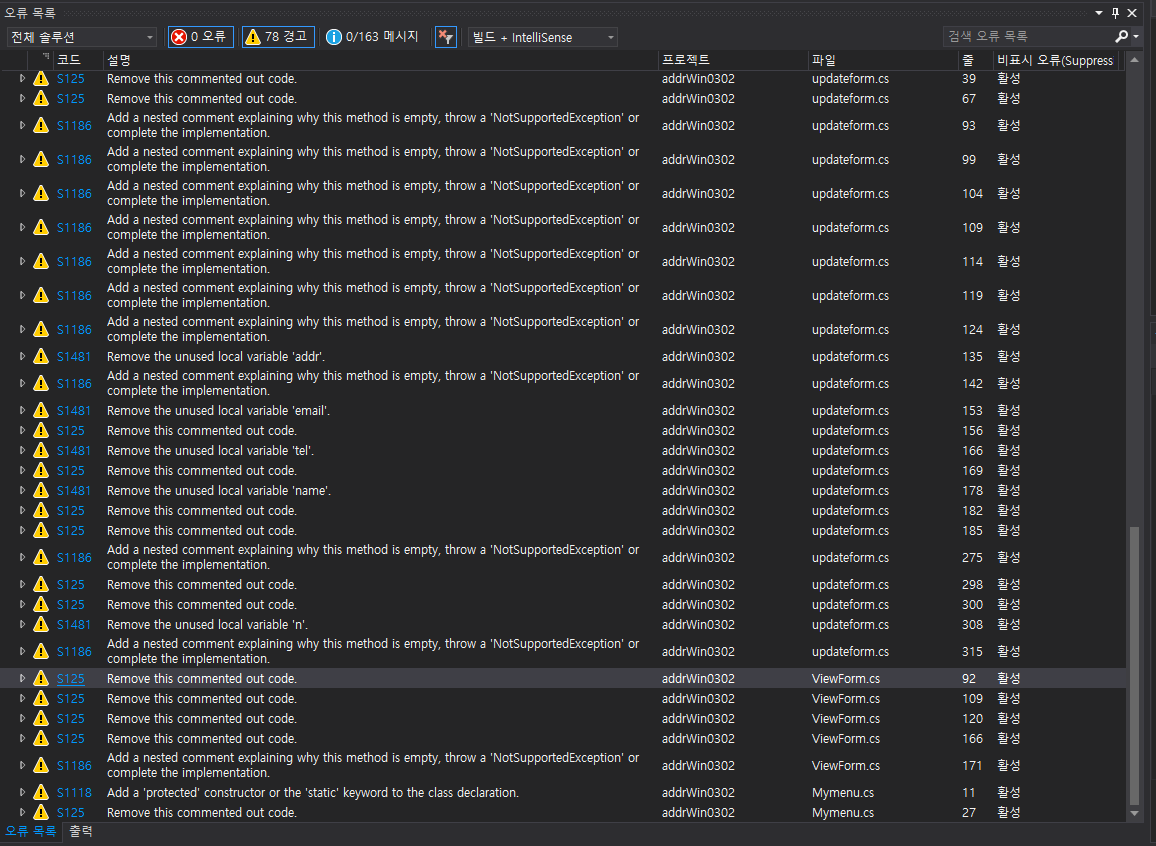 오류 목록
전체 솔루션 0 오류 78 경고 0/163 메시지 빌드 + IntelliSense 검색 오류 목록
코드 설명 프로젝트 파일 줄 비표시 오류(Suppress
S125 Remove this commented out code. addrWin0302 updateform.cs 39 활성
S125 Remove this commented out code. addrWin0302 updateform.cs 67 활성
S1186 Add a nested comment explaining why this method is empty, throw a 'NotSupportedException' or addrWin0302 updateform.cs 93 활성
complete the implementation.
S1186 Add a nested comment explaining why this method is empty, throw a 'NotSupportedException' or addrWin0302 updateform.cs 99 활성
complete the implementation.
S1186 Add a nested comment explaining why this method is empty, throw a 'NotSupportedException' or addrWin0302 updateform.cs 104 활성
complete the implementation.
S1186 Add a nested comment explaining why this method is empty, throw a 'NotSupportedException' or addrWin0302 updateform.cs 109 활성
complete the implementation.
S1186 Add a nested comment explaining why this method is empty, throw a 'NotSupportedException' or addrWin0302 updateform.cs 114 활성
complete the implementation.
S1186 Add a nested comment explaining why this method is empty, throw a 'NotSupportedException' or addrWin0302 updateform.cs 119 활성
complete the implementation.
S1186 Add a nested comment explaining why this method is empty, throw a 'NotSupportedException' or addrWin0302 updateform.cs 124 활성
complete the implementation.
S1481 Remove the unused local variable 'addr'. addrWin0302 updateform.cs 135 활성
S1186 Add a nested comment explaining why this method is empty, throw a 'NotSupportedException' or addrWin0302 updateform.cs 142 활성
complete the implementation.
S1481 Remove the unused local variable 'email'. addrWin0302 updateform.cs 153 활성
S125 Remove this commented out code. addrWin0302 updateform.cs 156 활성
S1481 Remove the unused local variable 'tel'. addrWin0302 updateform.cs 166 활성
S125 Remove this commented out code. addrWin0302 updateform.cs 169 활성
S1481 Remove the unused local variable 'name'. addrWin0302 updateform.cs 178 활성
S125 Remove this commented out code. addrWin0302 updateform.cs 182 활성
S125 Remove this commented out code. addrWin0302 updateform.cs 185 활성
S1186 Add a nested comment explaining why this method is empty, throw a 'NotSupportedException' or addrWin0302 updateform.cs 275 활성
complete the implementation.
S125 Remove this commented out code. addrWin0302 updateform.cs 298 활성
S125 Remove this commented out code. addrWin0302 updateform.cs 300 활성
S1481 Remove the unused local variable 'n'. addrWin0302 updateform.cs 308 활성
S1186 Add a nested comment explaining why this method is empty, throw a 'NotSupportedException' or addrWin0302 updateform.cs 315 활성
complete the implementation.
S125 Remove this commented out code. addrWin0302 ViewForm.cs 92 활성
S125 Remove this commented out code. addrWin0302 ViewForm.cs 109 활성
S125 Remove this commented out code. addrWin0302 ViewForm.cs 120 활성
S125 Remove this commented out code. addrWin0302 ViewForm.cs 166 활성
S1186 Add a nested comment explaining why this method is empty, throw a 'NotSupportedException' or addrWin0302 ViewForm.cs 171 활성
complete the implementation.
S1118 Add a 'protected' constructor or the 'static' keyword to the class declaration. addrWin0302 Mymenu.cs 11 활성
S125 Remove this commented out code. addrWin0302 Mymenu.cs 27 활성
오류 목록 출력